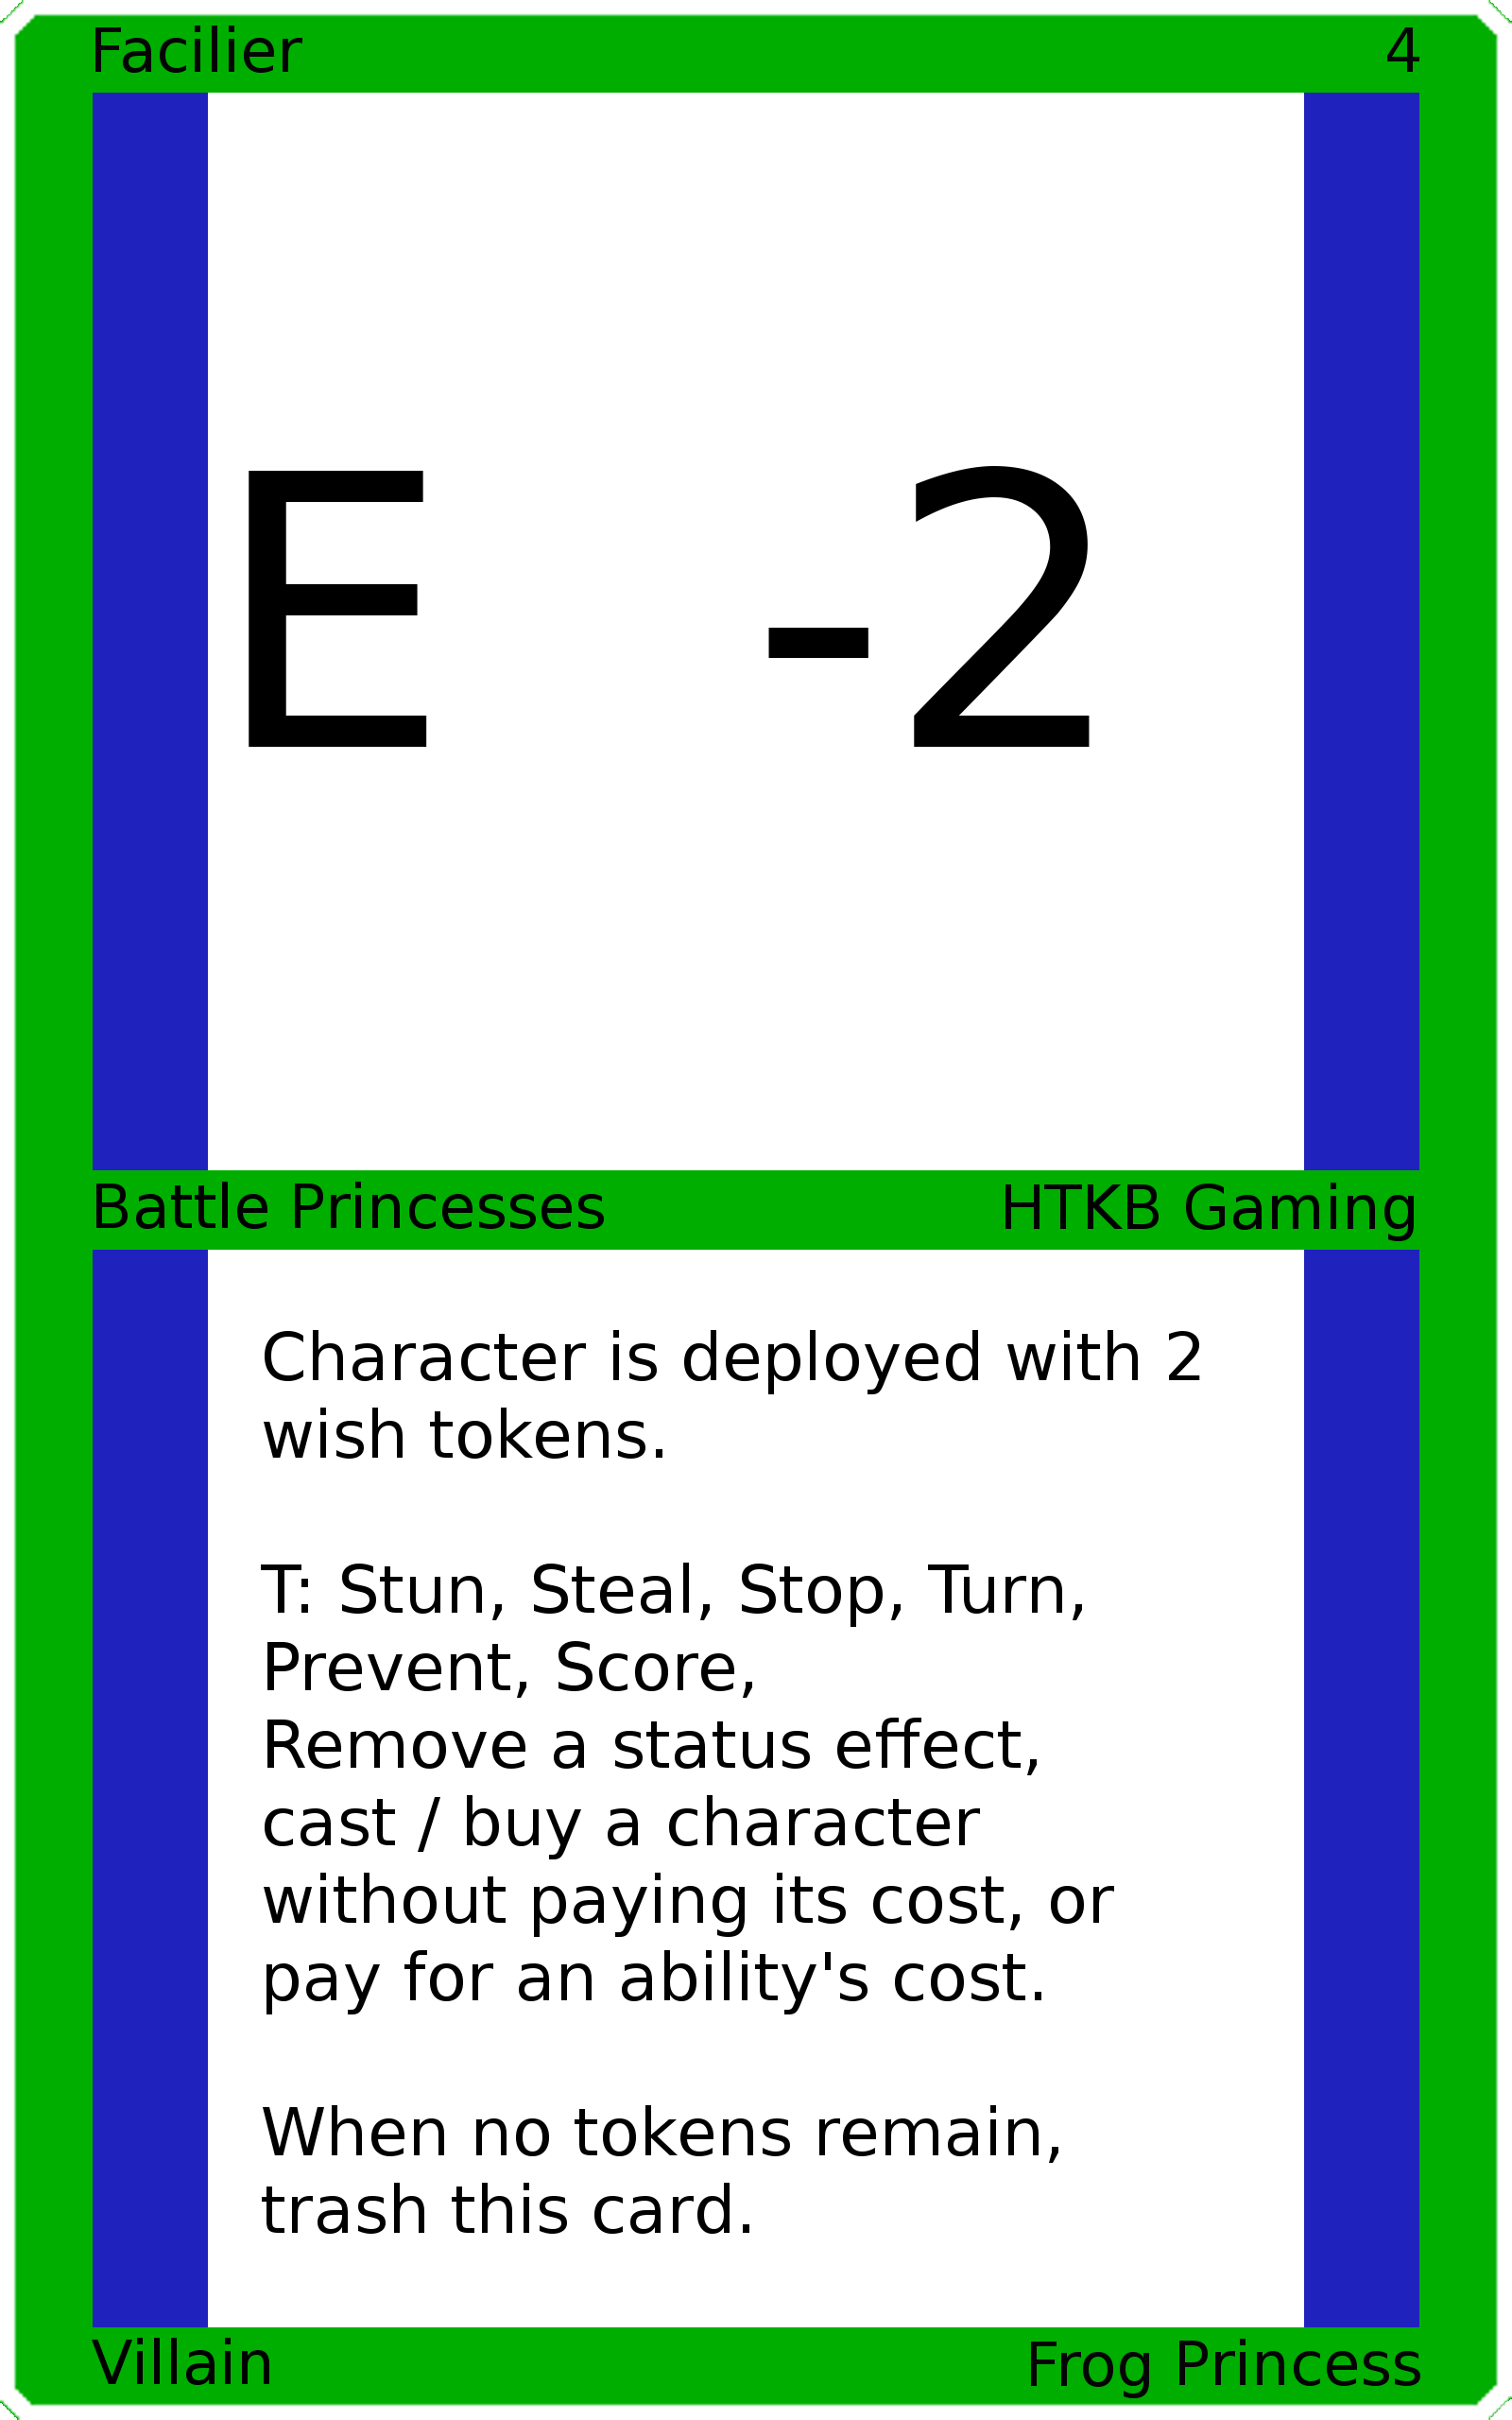 Facilier 4
E -2
Battle Princesses HTKB Gaming
Character is deployed with 2
wish tokens.
T: Stun, Steal, Stop, Turn,
Prevent, Score,
Remove a status effect,
cast / buy a character
without paying its cost, or
pay for an ability's cost.
When no tokens remain,
trash this card.
Villain Frog Princess